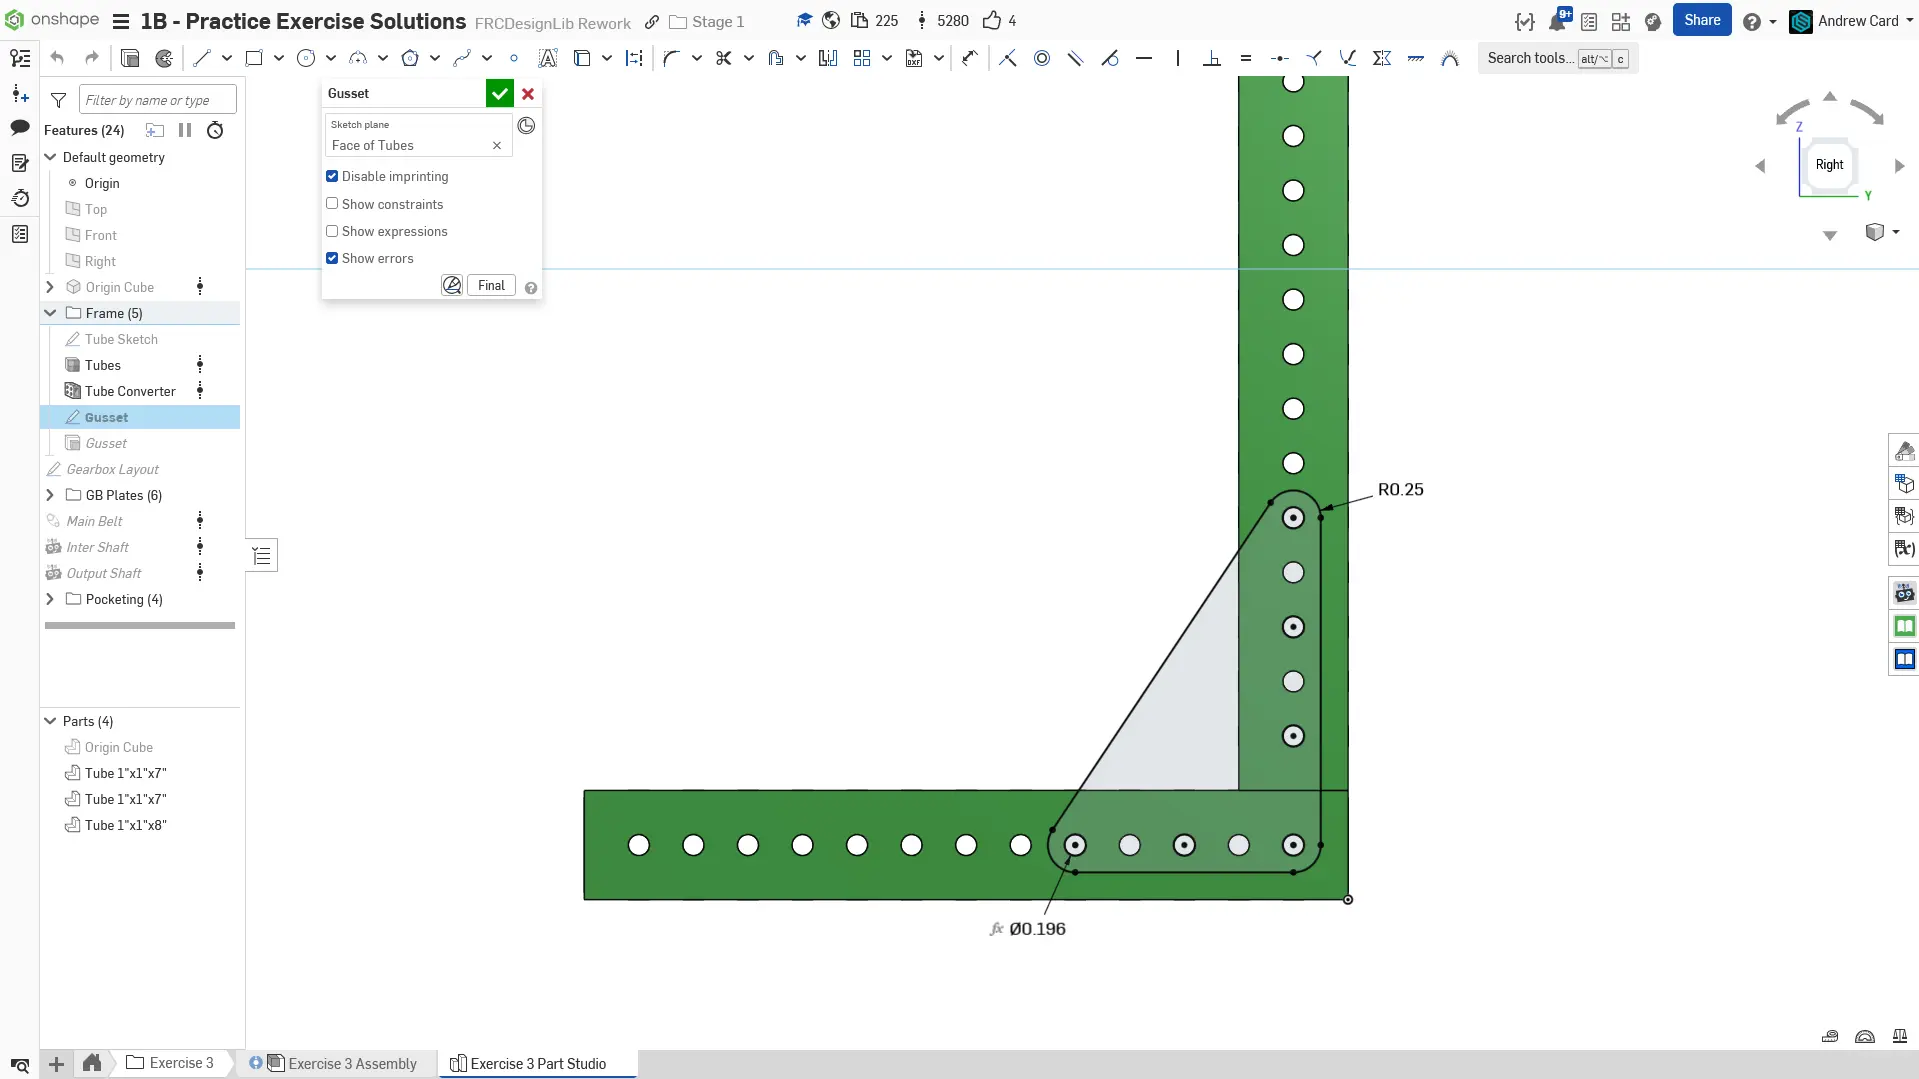 onshape
1B - Practice Exercise Solutions
FRCDesignLib Rework
Stage 1
225
5280
4
9+
Share
Andrew Card
Search tools...
alt/⌥
c
Filter by name or type
Features (24)
Default geometry
Origin
Top
Front
Right
Origin Cube
Frame (5)
Tube Sketch
Tubes
Tube Converter
Gusset
Gusset
Gearbox Layout
GB Plates (6)
Main Belt
Inter Shaft
Output Shaft
Pocketing (4)
Parts (4)
Origin Cube
Tube 1"x1"x7"
Tube 1"x1"x7"
Tube 1"x1"x8"
Gusset
Sketch plane
Face of Tubes
Disable imprinting
Show constraints
Show expressions
Show errors
Final
R0.25
fx Ø0.196
Z
Right
Y
(x)
Exercise 3
Exercise 3 Assembly
Exercise 3 Part Studio